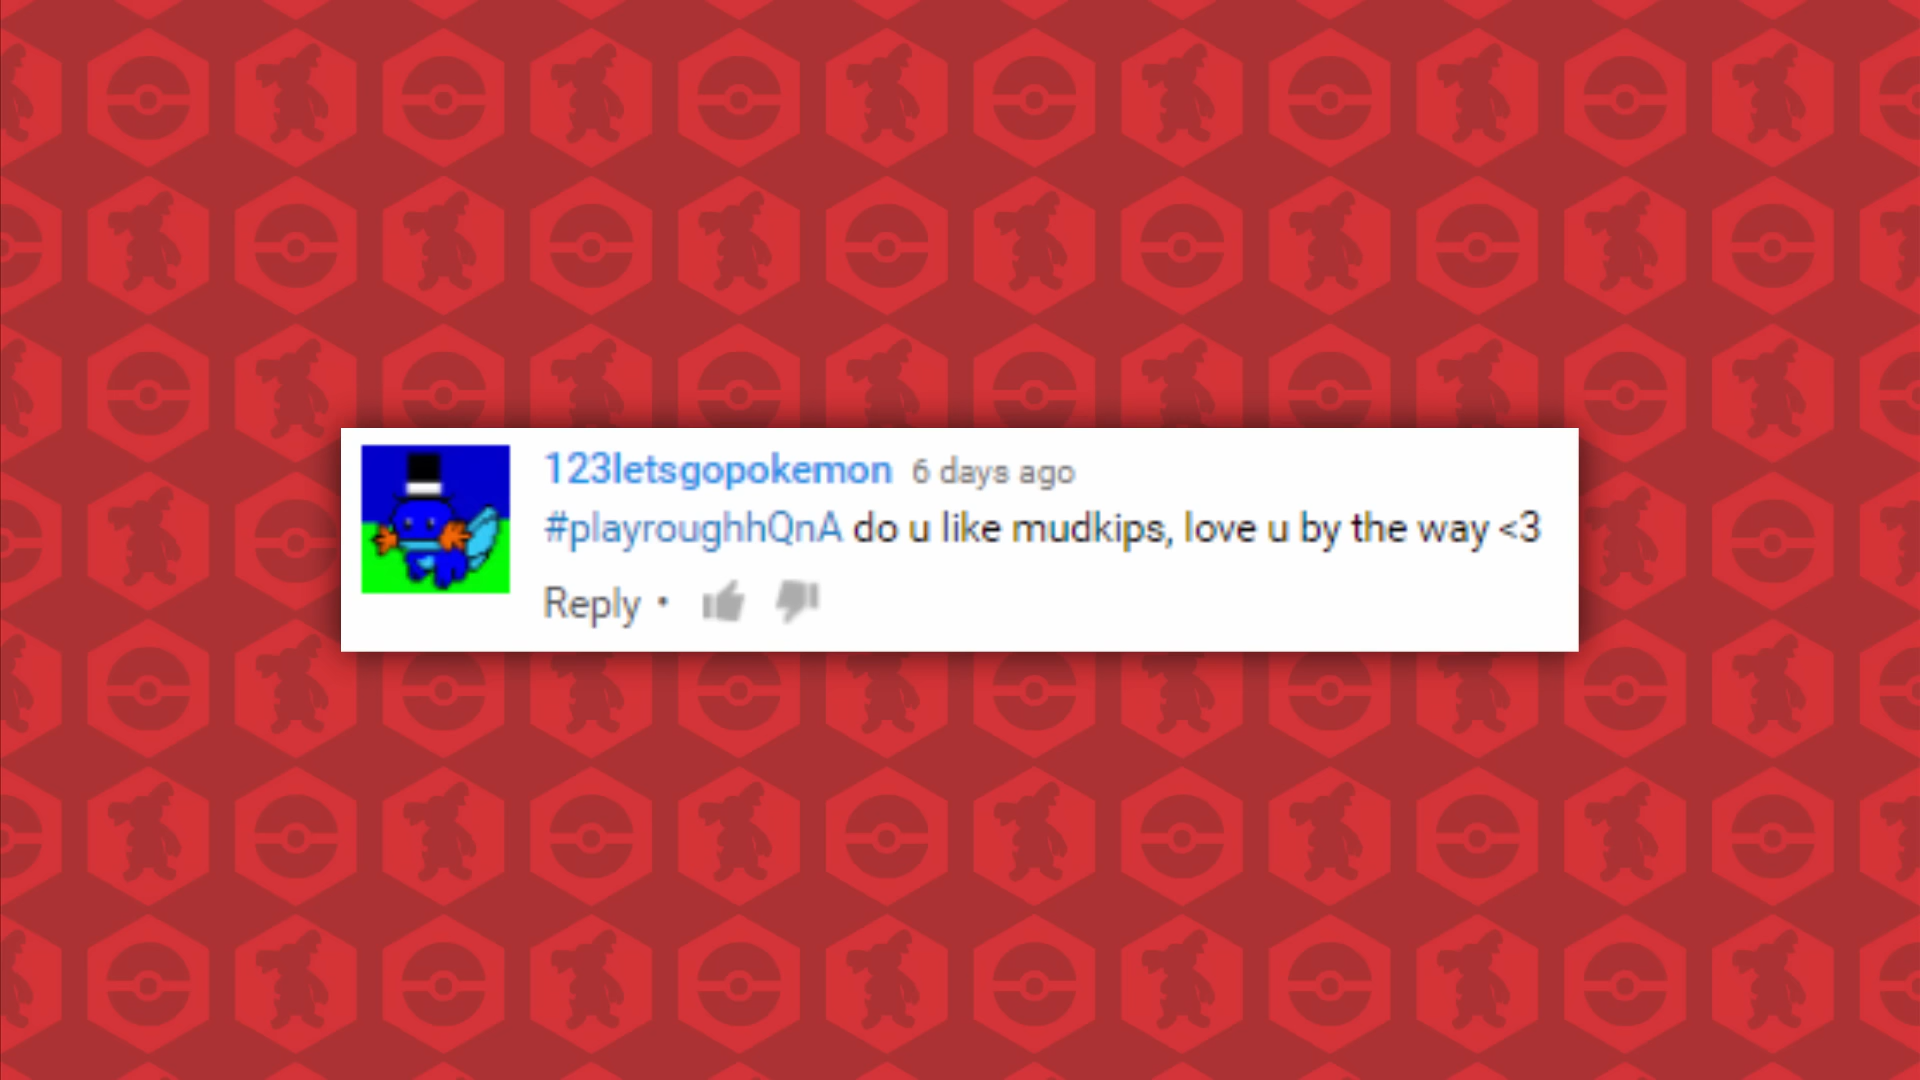 123letsgopokemon 6 days ago
#playroughhQnA do u like mudkips, love u by the way <3
Reply •